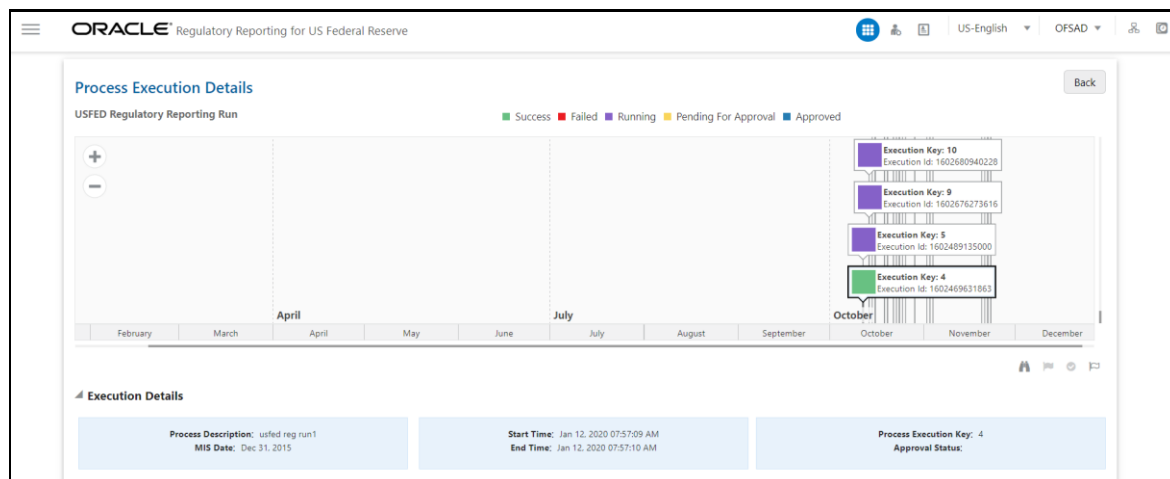 ORACLE® Regulatory Reporting for US Federal Reserve
US-English
OFSAD
Process Execution Details
Back
USFED Regulatory Reporting Run
Success Failed Running Pending For Approval Approved
Execution Key: 10
Execution Id: 1602680940228
Execution Key: 9
Execution Id: 1602676273616
Execution Key: 5
Execution Id: 1602489135000
Execution Key: 4
Execution Id: 1602469631863
April July October
February March April May June July August September October November December
Execution Details
Process Description: usfed reg run1
MIS Date: Dec 31, 2015
Start Time: Jan 12, 2020 07:57:09 AM
End Time: Jan 12, 2020 07:57:10 AM
Process Execution Key: 4
Approval Status: